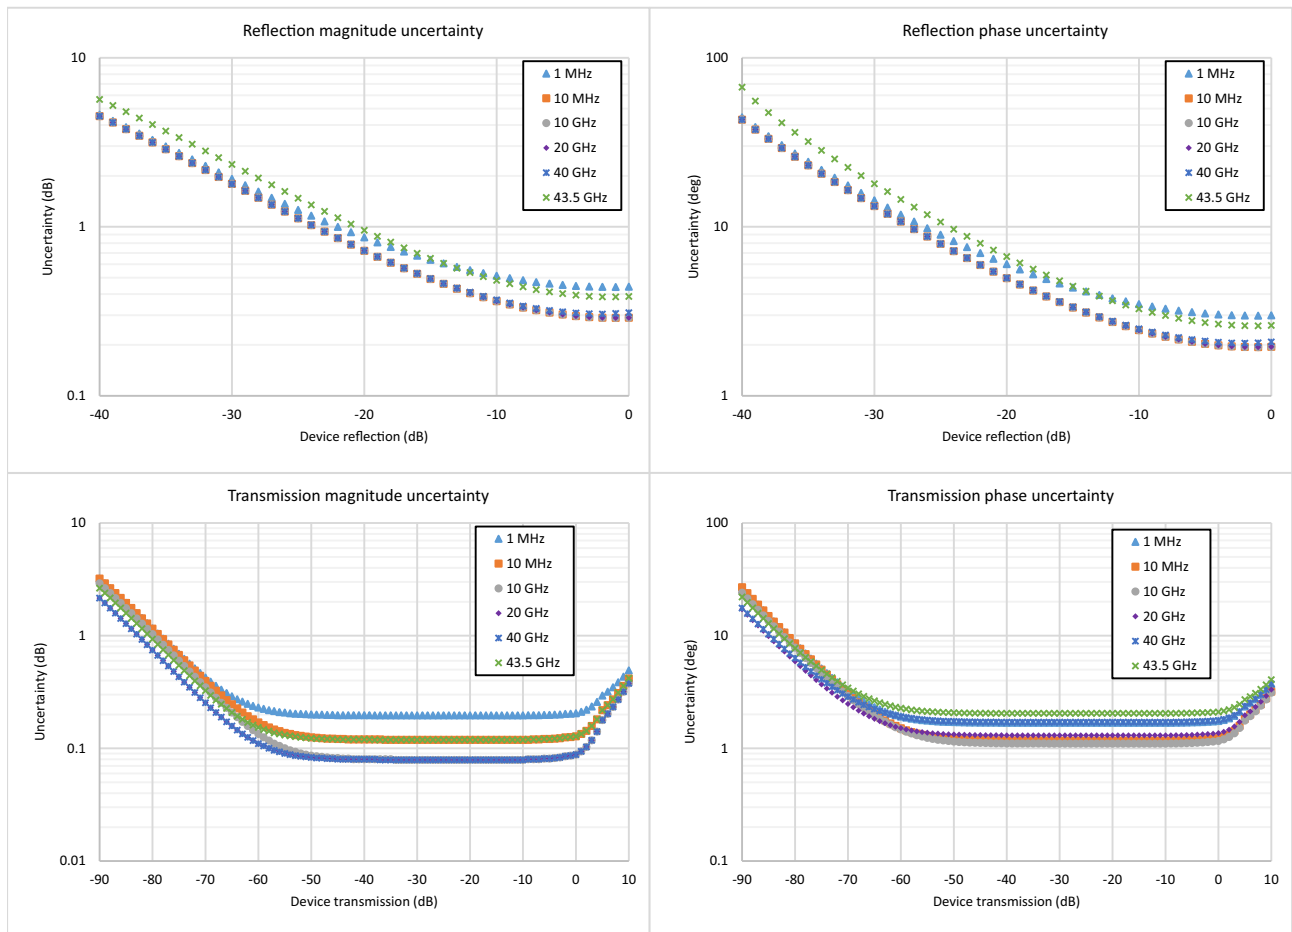 Reflection magnitude uncertainty
10
1
0.1
Uncertainty (dB)
-40 -30 -20 -10 0
Device reflection (dB)
1 MHz
10 MHz
10 GHz
20 GHz
40 GHz
43.5 GHz
Reflection phase uncertainty
100
10
1
Uncertainty (deg)
-40 -30 -20 -10 0
Device reflection (dB)
1 MHz
10 MHz
10 GHz
20 GHz
40 GHz
43.5 GHz
Transmission magnitude uncertainty
10
1
0.1
0.01
Uncertainty (dB)
-90 -80 -70 -60 -50 -40 -30 -20 -10 0 10
Device transmission (dB)
1 MHz
10 MHz
10 GHz
20 GHz
40 GHz
43.5 GHz
Transmission phase uncertainty
100
10
1
0.1
Uncertainty (deg)
-90 -80 -70 -60 -50 -40 -30 -20 -10 0 10
Device transmission (dB)
1 MHz
10 MHz
10 GHz
20 GHz
40 GHz
43.5 GHz